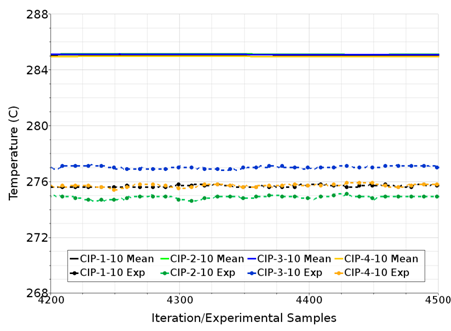 288
284
280
276
272
268
Temperature (C)
CIP-1-10 Mean CIP-2-10 Mean CIP-3-10 Mean CIP-4-10 Mean
CIP-1-10 Exp CIP-2-10 Exp CIP-3-10 Exp CIP-4-10 Exp
4200 4300 4400 4500
Iteration/Experimental Samples